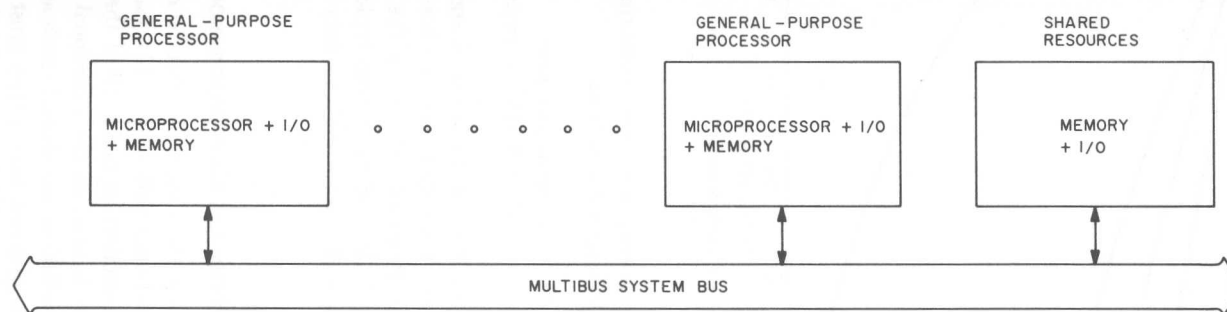 GENERAL-PURPOSE
PROCESSOR
MICROPROCESSOR + I/O
+ MEMORY
GENERAL-PURPOSE
PROCESSOR
MICROPROCESSOR + I/O
+ MEMORY
SHARED
RESOURCES
MEMORY
+ I/O
MULTIBUS SYSTEM BUS